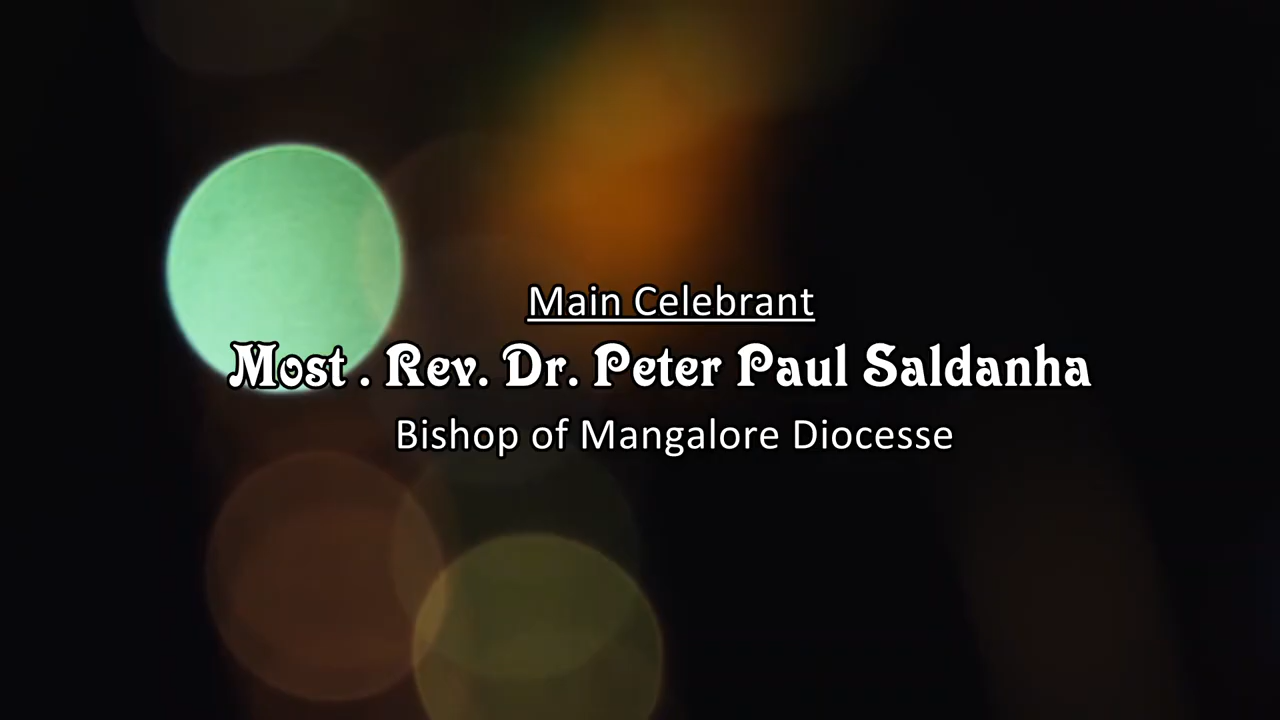 Main Celebrant
Most . Rev. Dr. Peter Paul Saldanha
Bishop of Mangalore Diocesse